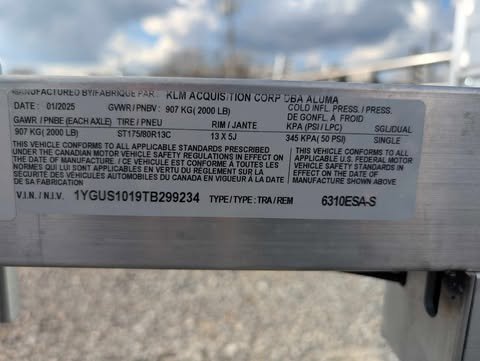 MANUFACTURED BY/FABRIQUE PAR: KLM ACQUISITION CORP DBA ALUMA
DATE: 01/2025 GVWR / PNBV: 907 KG ( 2000 LB) COLD INFL. PRESS. / PRESS. DE GONFL. À FROID
GAWR / PNBE (EACH AXLE) TIRE / PNEU RIM / JANTE KPA (PSI / LPC) SGL/DUAL
907 KG ( 2000 LB) ST175/80R13C 13 X 5J 345 KPA ( 50 PSI) SINGLE
THIS VEHICLE CONFORMS TO ALL APPLICABLE STANDARDS PRESCRIBED
UNDER THE CANADIAN MOTOR VEHICLE SAFETY REGULATIONS IN EFFECT
ON THE DATE OF MANUFACTURE / CE VÉHICULE EST CONFORME À TOUTES
LES NORMES QUI LUI SONT APPLICABLES EN VERTU DU RÈGLEMENT SUR LA
SÉCURITÉ DES VÉHICULES AUTOMOBILES DU CANADA EN VIGUEUR À LA DATE
DE SA FABRICATION
THIS VEHICLE CONFORMS TO ALL
APPLICABLE U.S. FEDERAL MOTOR
VEHICLE SAFETY STANDARDS IN
EFFECT ON THE DATE OF
MANUFACTURE SHOWN ABOVE.
V.I.N. / N.I.V. 1YGUS1019TB299234 TYPE / TYPE : TRA / REM 6310ESA-S